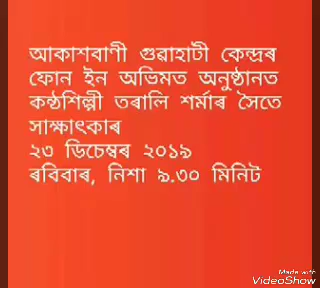 আকাশবাণী গুৱাহাটী কেন্দ্ৰৰ
ফোন ইন অভিমত অনুষ্ঠানত
কণ্ঠশিল্পী তৰালি শৰ্মাৰ সৈতে
সাক্ষাৎকাৰ
২৩ ডিচেম্বৰ ২০১৯
ৰবিবাৰ, নিশা ৯.৩০ মিনিট
Made with
VideoShow